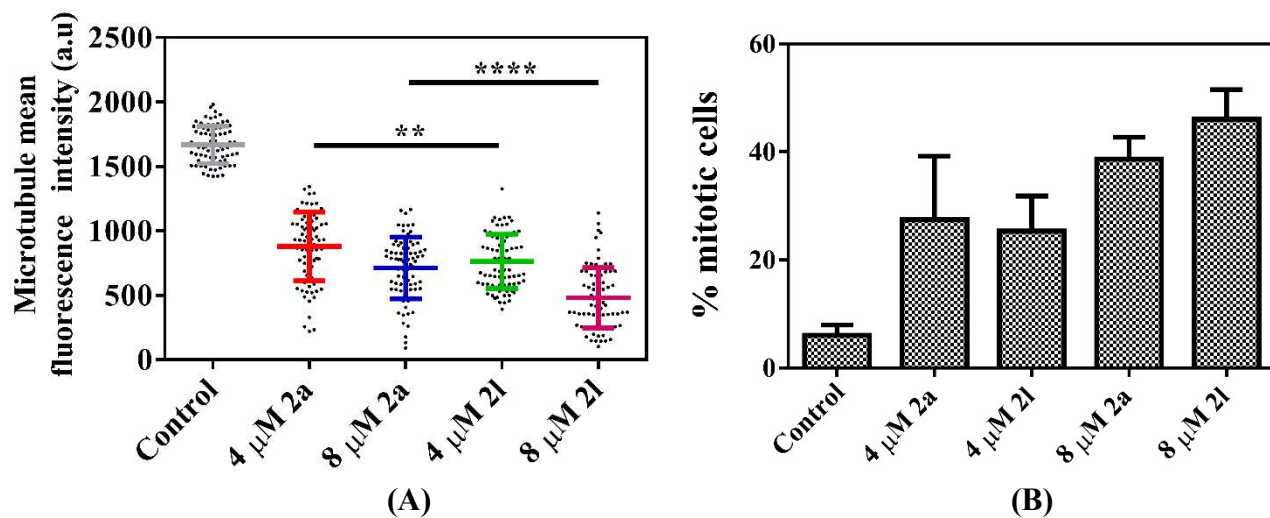 Microtubule mean
fluorescence intensity (a.u)
2500
2000
1500
1000
500
0
****
**
Control
4 µM 2a
8 µM 2a
4 µM 2l
8 µM 2l
(A)
% mitotic cells
60
40
20
0
Control
4 µM 2a
4 µM 2l
8 µM 2a
8 µM 2l
(B)